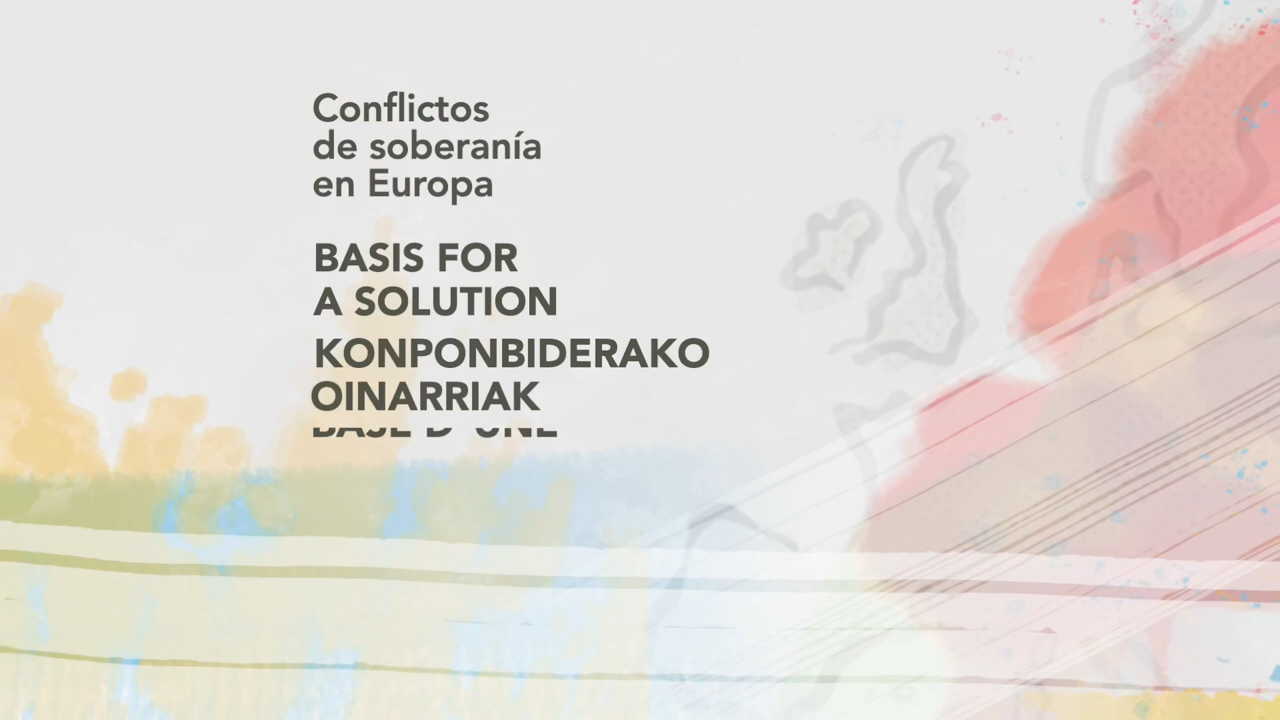 Conflictos
de soberanía
en Europa
BASIS FOR
A SOLUTION
KONPONBIDERAKO
OINARRIAK